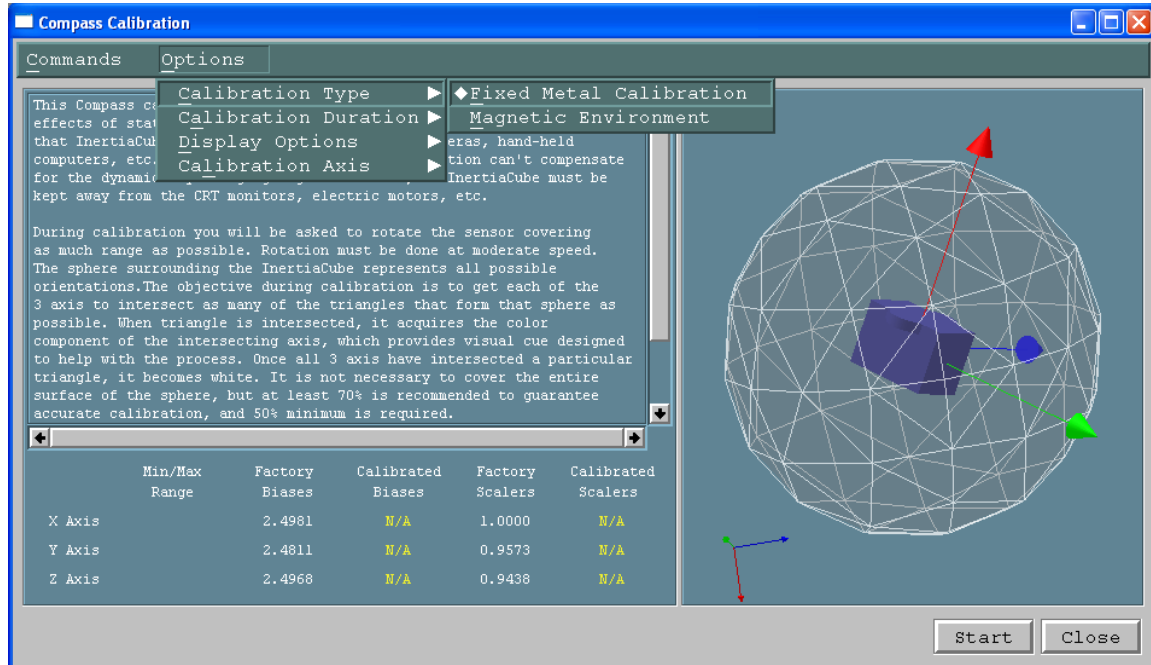 Compass Calibration
Commands Options
Calibration Type
Calibration Duration
Display Options
Calibration Axis
Fixed Metal Calibration
Magnetic Environment
This Compass
effects of
that eras, hand-held
computers, etc. can't compensate
for the InertiaCube must be
kept away from the CRT monitors, electric motors, etc.
During calibration you will be asked to rotate the sensor covering
as much range as possible. Rotation must be done at moderate speed.
The sphere surrounding the InertiaCube represents all possible
orientations.The objective during calibration is to get each of the
3 axis to intersect as many of the triangles that form that sphere as
possible. When triangle is intersected, it acquires the color
component of the intersecting axis, which provides visual cue designed
to help with the process. Once all 3 axis have intersected a particular
triangle, it becomes white. It is not necessary to cover the entire
surface of the sphere, but at least 70% is recommended to guarantee
accurate calibration, and 50% minimum is required.
Min/Max Factory Calibrated Factory Calibrated
Range Biases Biases Scalers Scalers
X Axis 2.4981 N/A 1.0000 N/A
Y Axis 2.4811 N/A 0.9573 N/A
Z Axis 2.4968 N/A 0.9438 N/A
Start Close